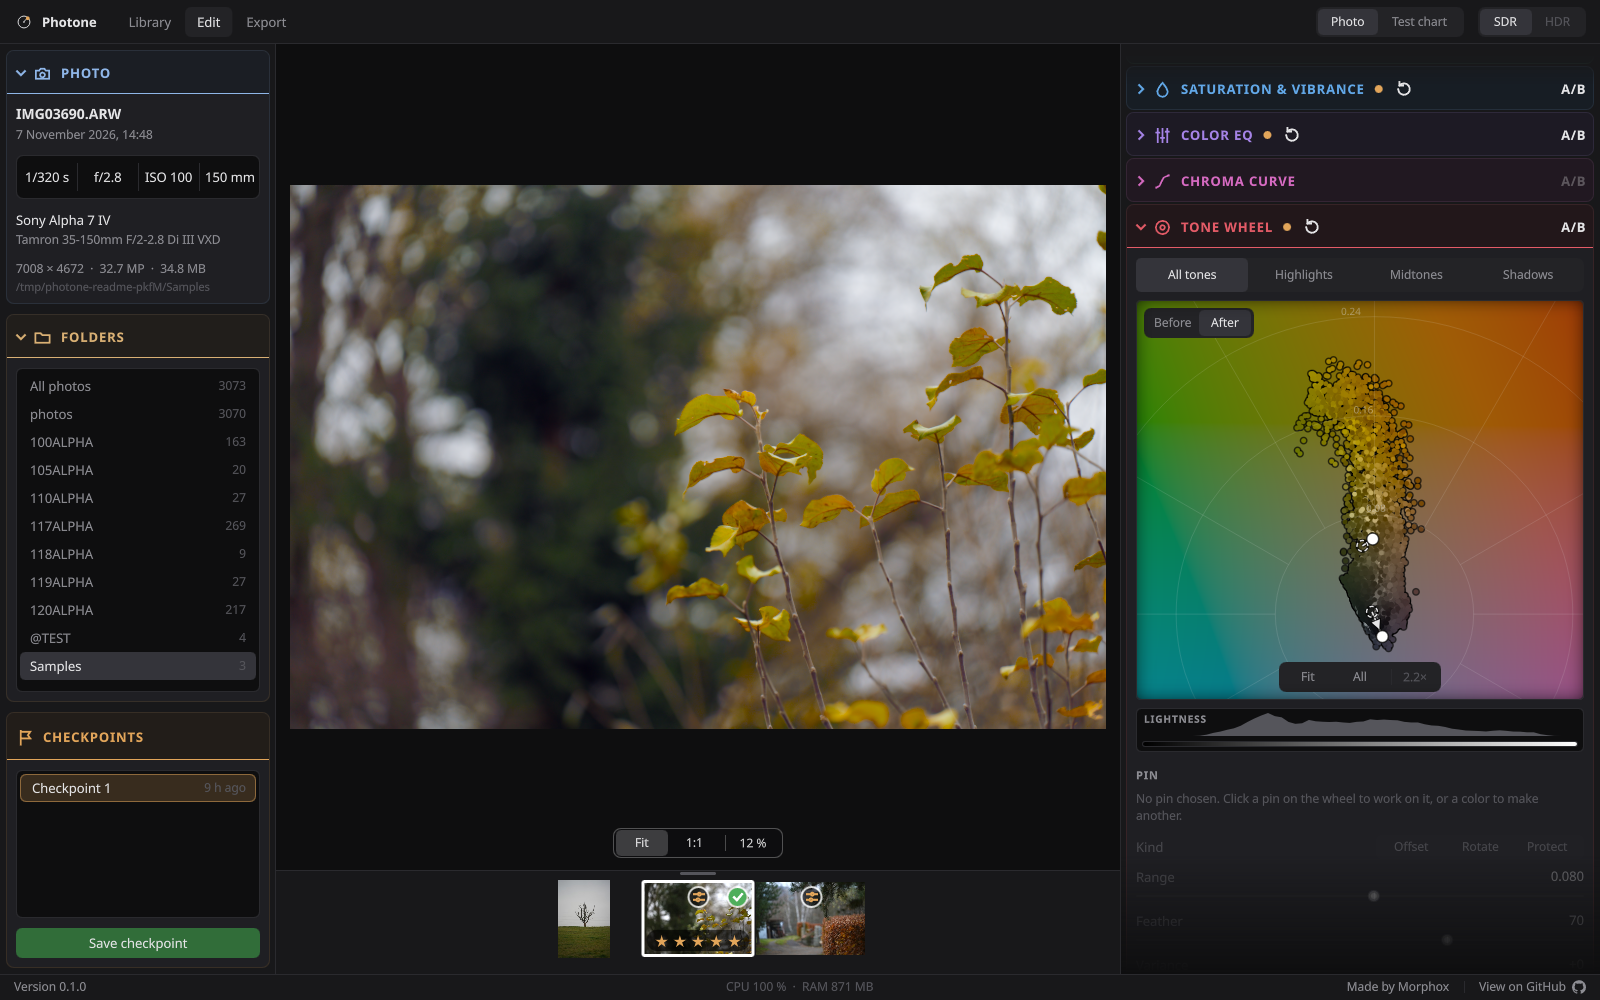 Photone
Library
Edit
Export
Photo
Test chart
SDR
HDR
PHOTO
IMG03690.ARW
7 November 2026, 14:48
1/320 s
f/2.8
ISO 100
150 mm
Sony Alpha 7 IV
Tamron 35-150mm F/2-2.8 Di III VXD
7008 × 4672 · 32.7 MP · 34.8 MB
/tmp/photone-readme-pkfM/Samples
FOLDERS
All photos 3073
photos 3070
100ALPHA 163
105ALPHA 20
110ALPHA 27
117ALPHA 269
118ALPHA 9
119ALPHA 27
120ALPHA 217
@TEST 4
Samples 3
CHECKPOINTS
Checkpoint 1 9 h ago
Save checkpoint
Fit
1:1
12 %
SATURATION & VIBRANCE A/B
COLOR EQ A/B
CHROMA CURVE A/B
TONE WHEEL A/B
All tones
Highlights
Midtones
Shadows
Before
After
0.24
0.16
Fit
All
2.2×
LIGHTNESS
PIN
No pin chosen. Click a pin on the wheel to work on it, or a color to make
another.
Kind
Offset
Rotate
Protect
Range 0.080
Feather 70
Version 0.1.0
CPU 100 % · RAM 871 MB
Made by Morphox
View on GitHub